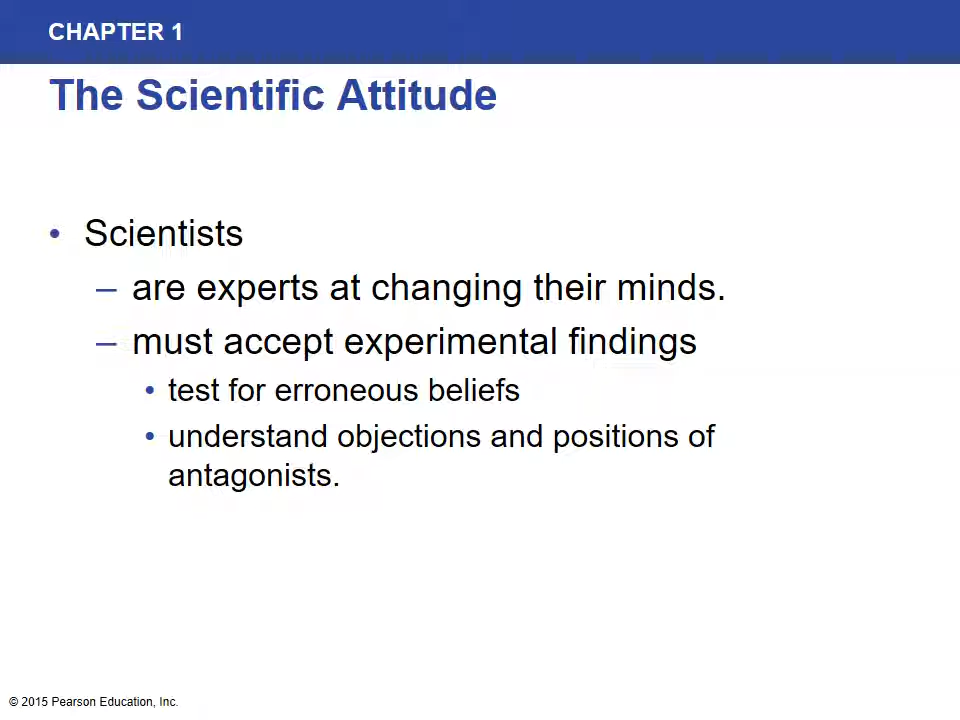 CHAPTER 1
The Scientific Attitude
• Scientists
– are experts at changing their minds.
– must accept experimental findings
• test for erroneous beliefs
• understand objections and positions of
antagonists.
© 2015 Pearson Education, Inc.